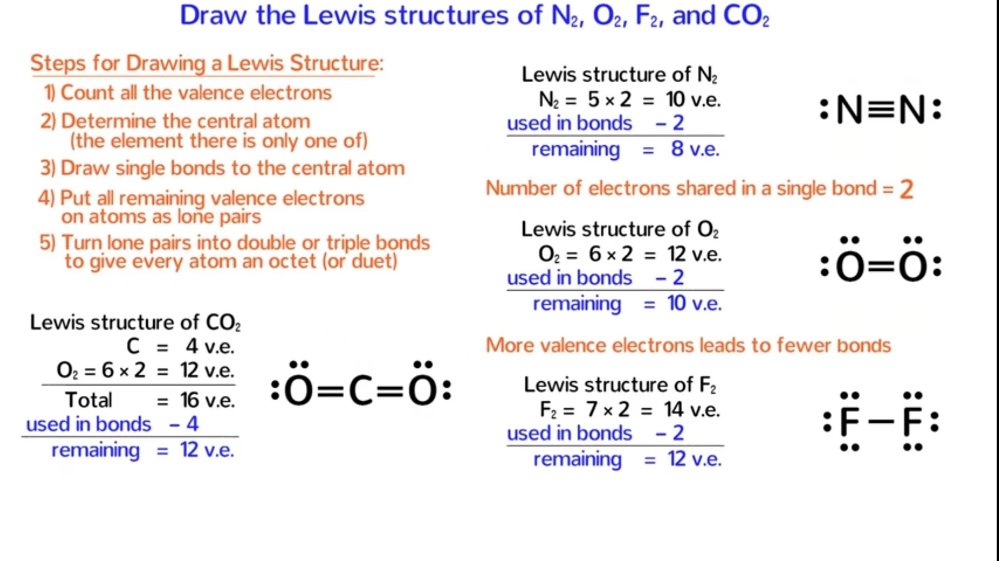 Draw the Lewis structures of N₂, O₂, F₂, and CO₂
Steps for Drawing a Lewis Structure:
1) Count all the valence electrons
2) Determine the central atom
(the element there is only one of)
3) Draw single bonds to the central atom
4) Put all remaining valence electrons
on atoms as lone pairs
5) Turn lone pairs into double or triple bonds
to give every atom an octet (or duet)
Lewis structure of CO₂
C = 4 v.e.
O₂ = 6 × 2 = 12 v.e.
Total = 16 v.e.
used in bonds – 4
remaining = 12 v.e.
:Ö=C=Ö:
Lewis structure of N₂
N₂ = 5 × 2 = 10 v.e.
used in bonds – 2
remaining = 8 v.e.
:N≡N:
Number of electrons shared in a single bond = 2
Lewis structure of O₂
O₂ = 6 × 2 = 12 v.e.
used in bonds – 2
remaining = 10 v.e.
:Ö=Ö:
More valence electrons leads to fewer bonds
Lewis structure of F₂
F₂ = 7 × 2 = 14 v.e.
used in bonds – 2
remaining = 12 v.e.
:F̤̈–F̤̈: